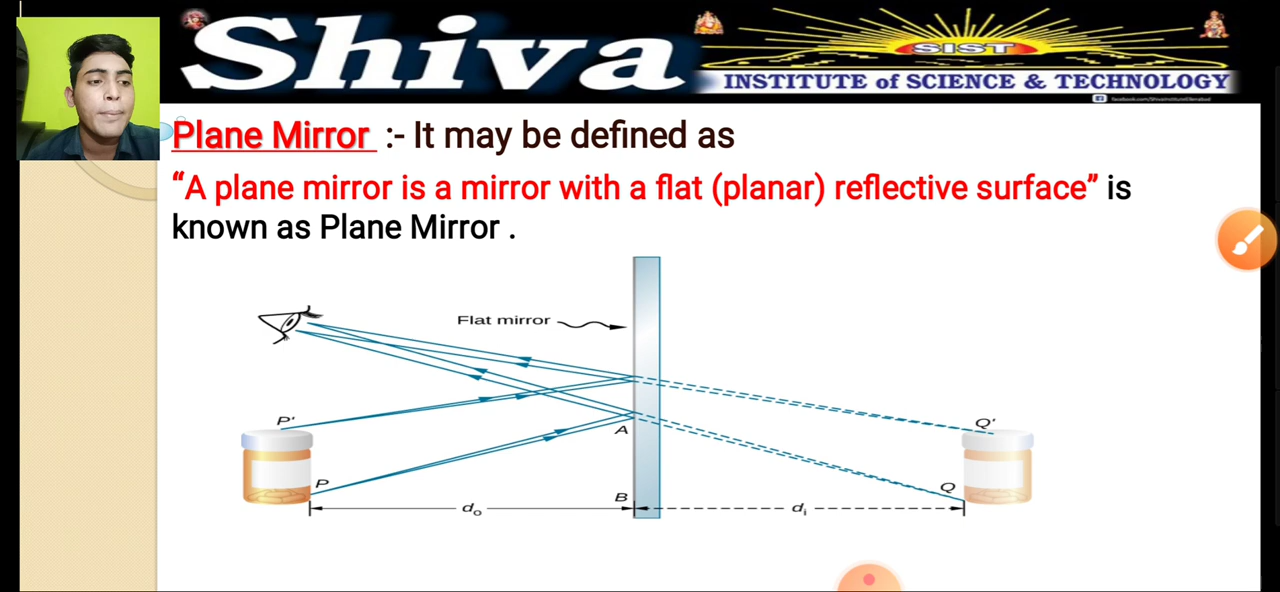 Shiva
SIST
INSTITUTE of SCIENCE & TECHNOLOGY
Plane Mirror :- It may be defined as
“A plane mirror is a mirror with a flat (planar) reflective surface” is
known as Plane Mirror .
Flat mirror
P'
Q'
A
P
Q
B
do
di